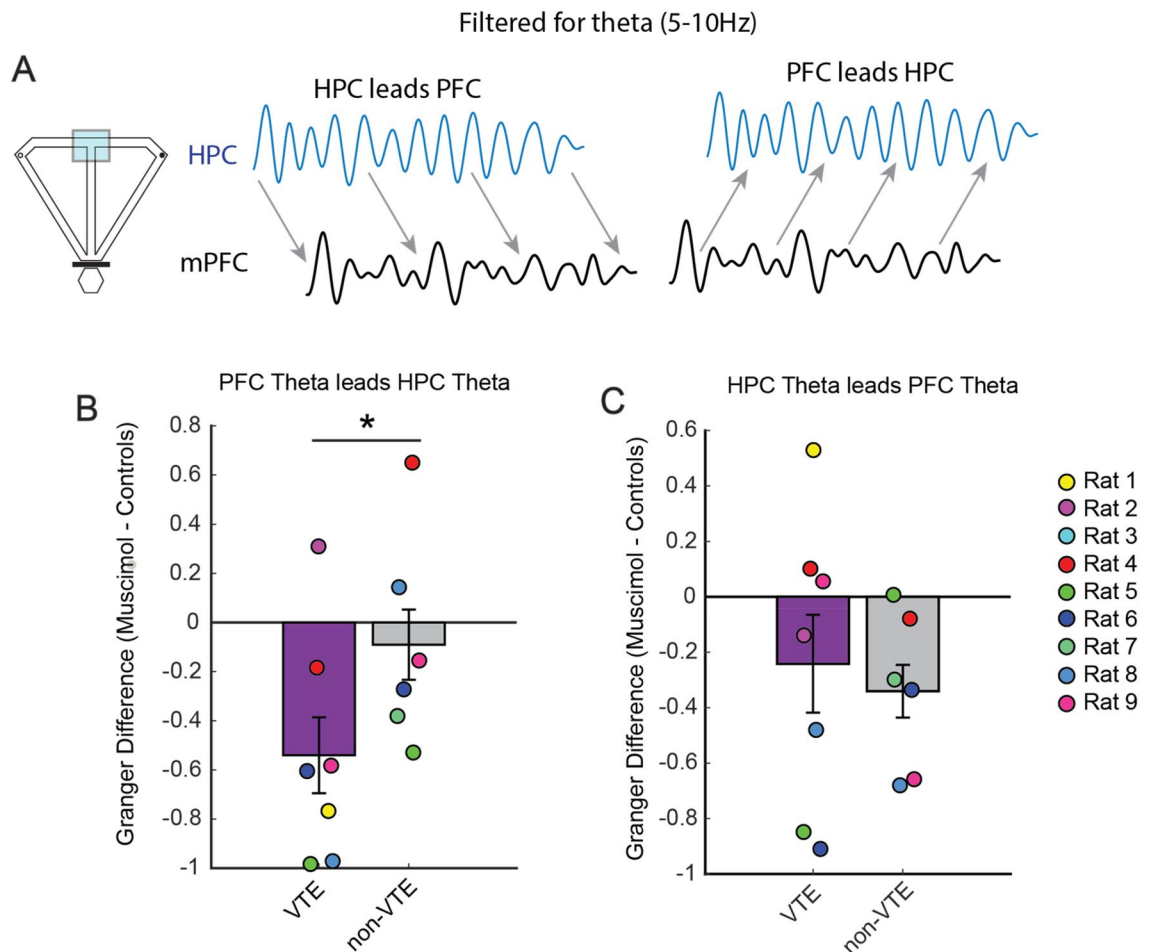 Filtered for theta (5-10Hz)
A
HPC leads PFC
PFC leads HPC
HPC
mPFC
B
PFC Theta leads HPC Theta
Granger Difference (Muscimol - Controls)
0.8
0.6
0.4
0.2
0
-0.2
-0.4
-0.6
-0.8
-1
*
VTE
non-VTE
C
HPC Theta leads PFC Theta
Granger Difference (Muscimol - Controls)
0.6
0.4
0.2
0
-0.2
-0.4
-0.6
-0.8
-1
VTE
non-VTE
Rat 1
Rat 2
Rat 3
Rat 4
Rat 5
Rat 6
Rat 7
Rat 8
Rat 9